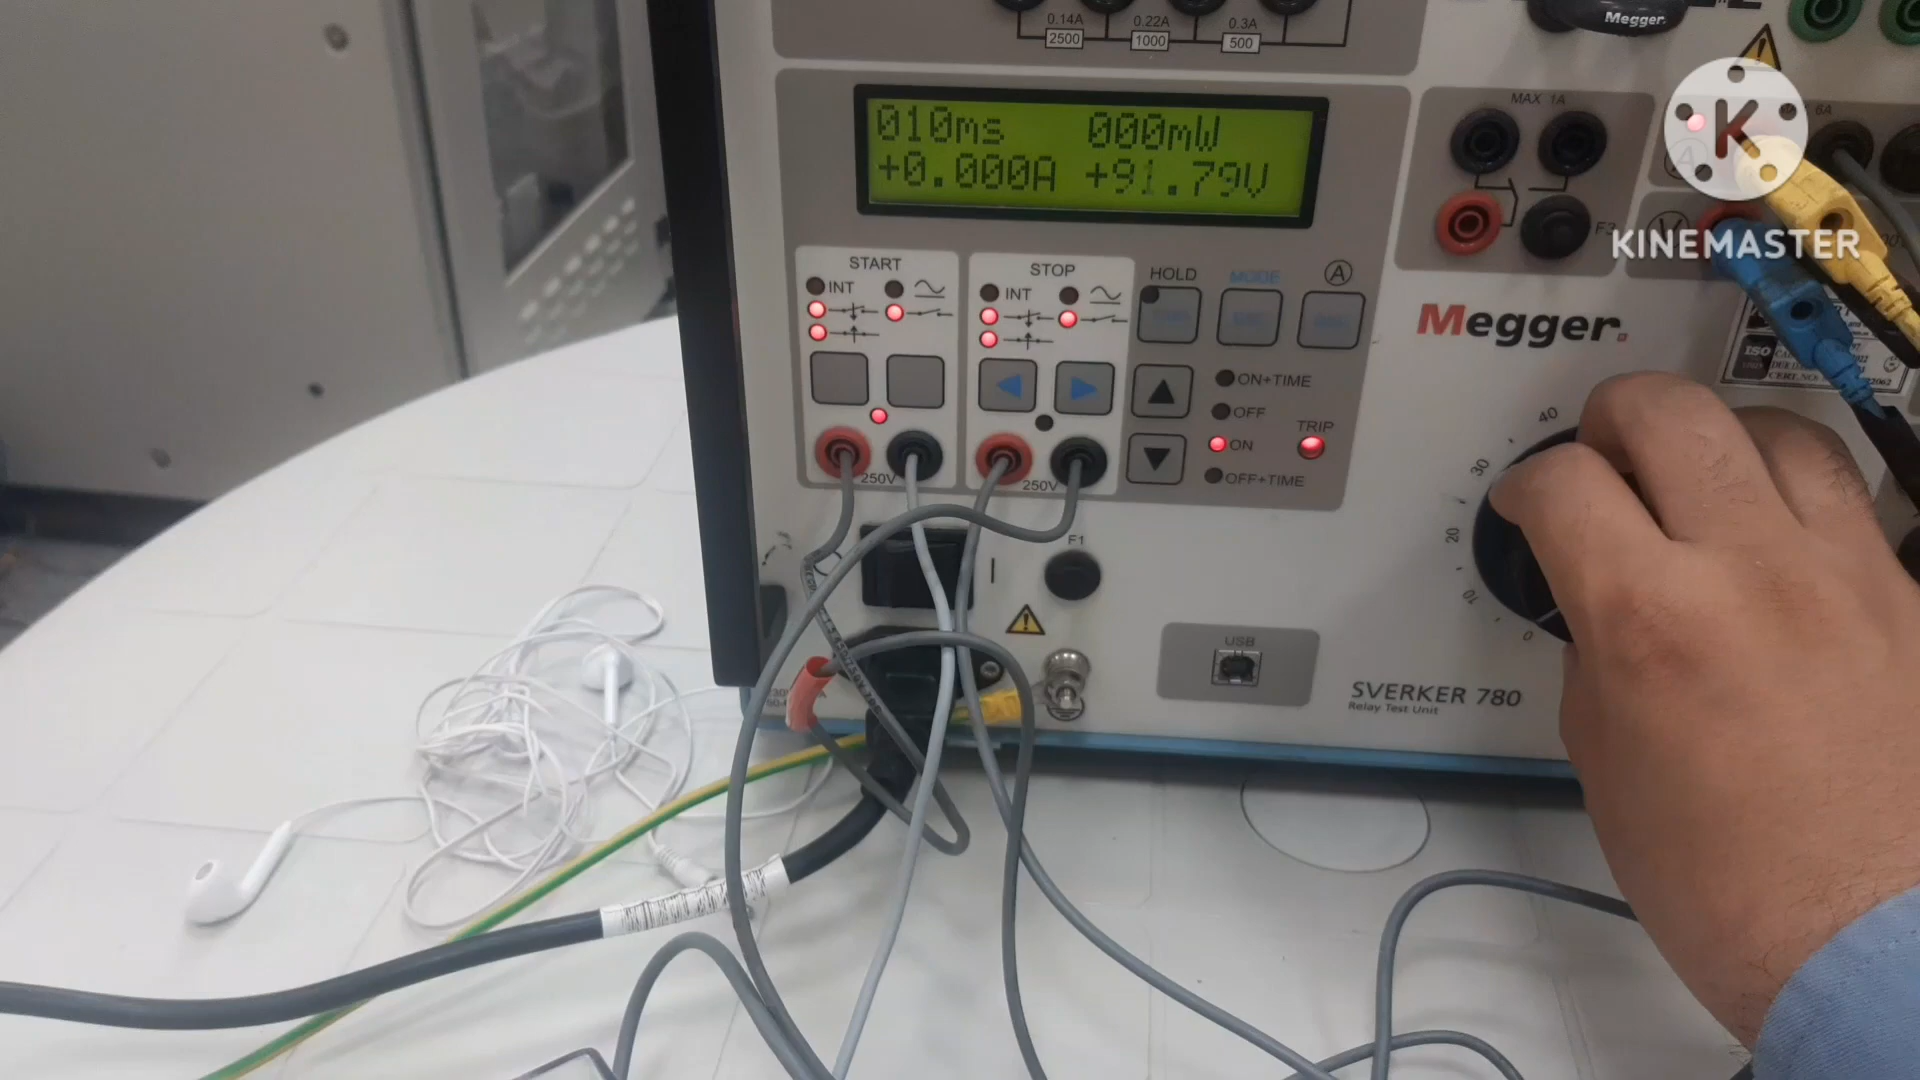 0.14A
0.22A
0.3A
2500
1000
500
Megger.
MAX 1A
6A
010ms 000mW
+0.000A +91.79V
K
KINEMASTER
START
INT
STOP
INT
HOLD
MODE
A
V
Megger.
ISO
ON+TIME
OFF
TRIP
ON
OFF+TIME
250V
250V
F1
I
40
30
20
10
0
USB
SVERKER 780
Relay Test Unit